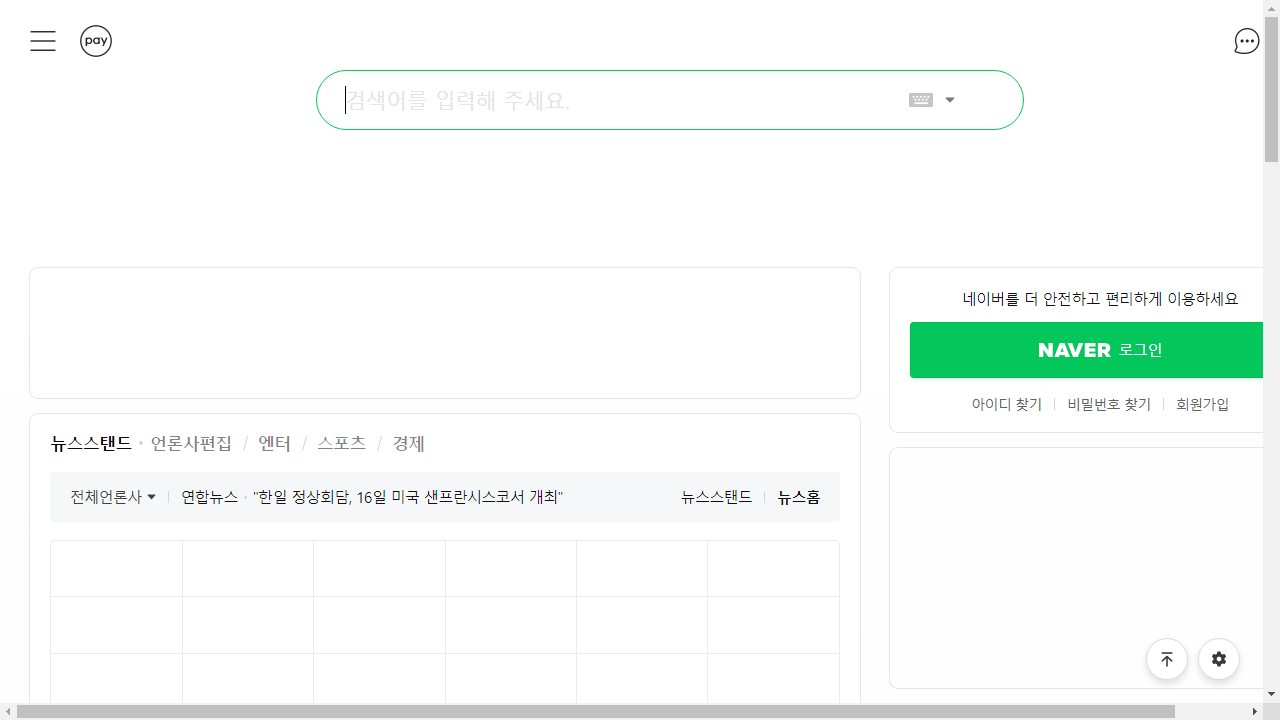 pay
검색어를 입력해 주세요.
네이버를 더 안전하고 편리하게 이용하세요
NAVER 로그인
아이디 찾기 비밀번호 찾기 회원가입
뉴스스탠드 · 언론사편집 / 엔터 / 스포츠 / 경제
전체언론사 연합뉴스 · "한일 정상회담, 16일 미국 샌프란시스코서 개최" 뉴스스탠드 뉴스홈